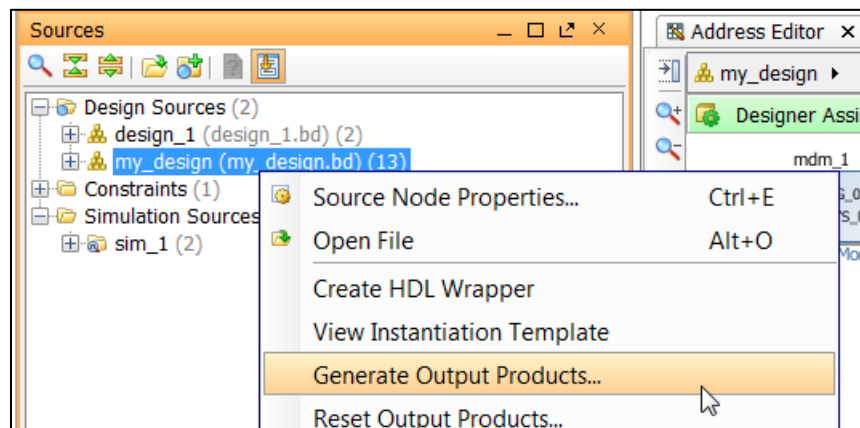 Sources
Address Editor
my_design
Designer Assi
mdm_1
Design Sources (2)
design_1 (design_1.bd) (2)
my_design (my_design.bd) (13)
Constraints (1)
Simulation Sources
sim_1 (2)
Source Node Properties... Ctrl+E
Open File Alt+O
Create HDL Wrapper
View Instantiation Template
Generate Output Products...
Reset Output Products...